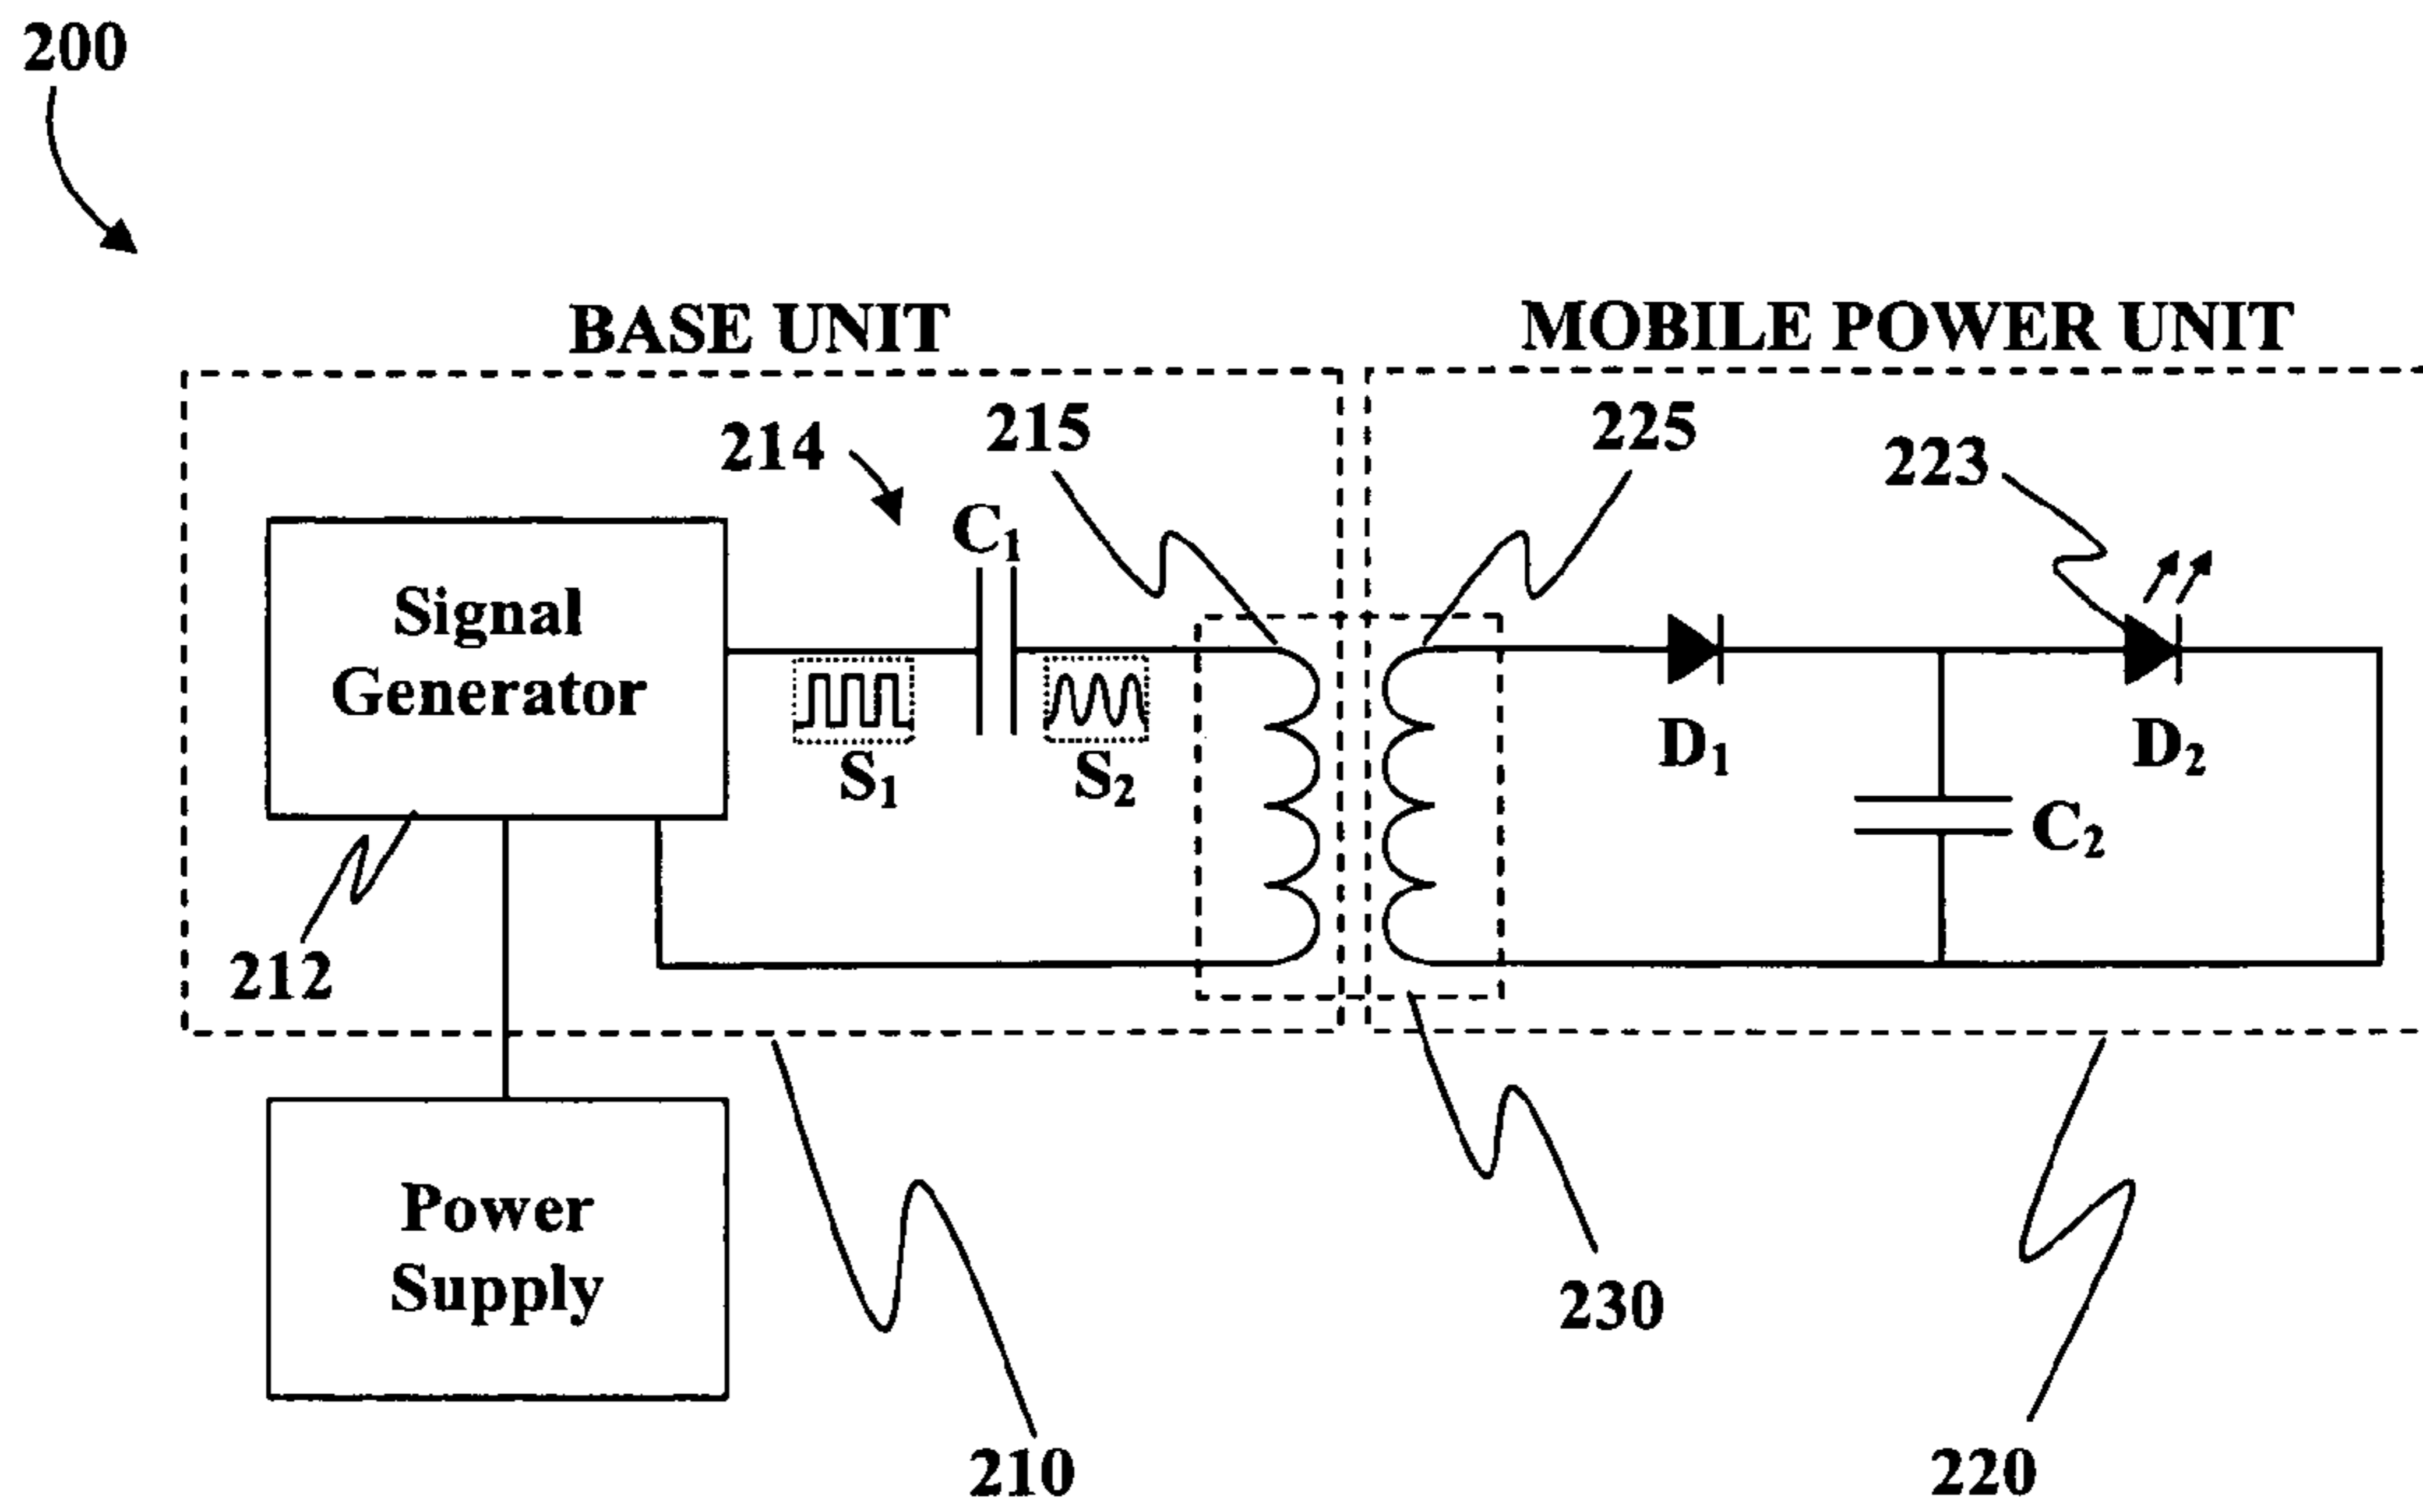 200
BASE UNIT
MOBILE POWER UNIT
214
215
225
223
C1
Signal
Generator
S1
S2
D1
D2
C2
212
Power
Supply
230
210
220